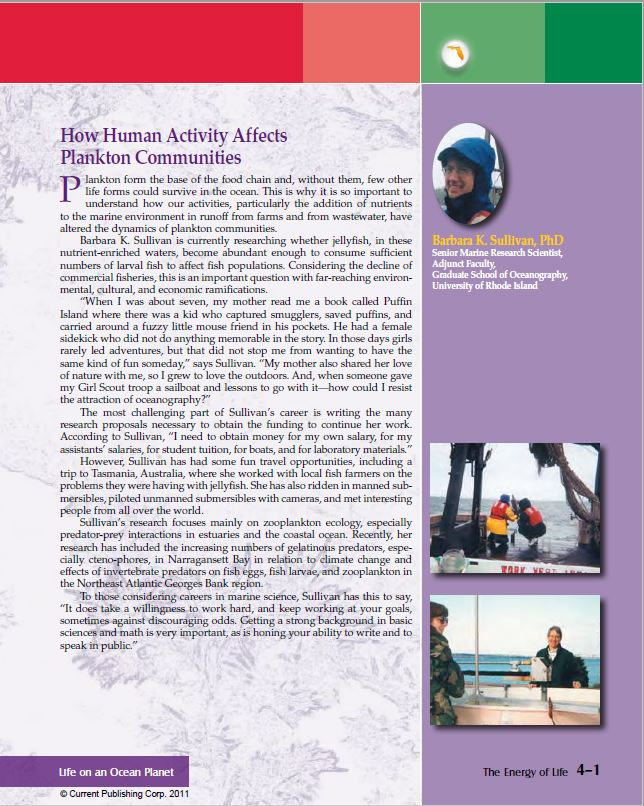 How Human Activity Affects
Plankton Communities
Plankton form the base of the food chain and, without them, few other
life forms could survive in the ocean. This is why it is so important to
understand how our activities, particularly the addition of nutrients
to the marine environment in runoff from farms and from wastewater, have
altered the dynamics of plankton communities.
Barbara K. Sullivan is currently researching whether jellyfish, in these
nutrient-enriched waters, become abundant enough to consume sufficient
numbers of larval fish to affect fish populations. Considering the decline of
commercial fisheries, this is an important question with far-reaching environ-
mental, cultural, and economic ramifications.
"When I was about seven, my mother read me a book called Puffin
Island where there was a kid who captured smugglers, saved puffins, and
carried around a fuzzy little mouse friend in his pockets. He had a female
sidekick who did not do anything memorable in the story. In those days girls
rarely led adventures, but that did not stop me from wanting to have the
same kind of fun someday," says Sullivan. "My mother also shared her love
of nature with me, so I grew to love the outdoors. And, when someone gave
my Girl Scout troop a sailboat and lessons to go with it—how could I resist
the attraction of oceanography?"
The most challenging part of Sullivan's career is writing the many
research proposals necessary to obtain the funding to continue her work.
According to Sullivan, "I need to obtain money for my own salary, for my
assistants' salaries, for student tuition, for boats, and for laboratory materials."
However, Sullivan has had some fun travel opportunities, including a
trip to Tasmania, Australia, where she worked with local fish farmers on the
problems they were having with jellyfish. She has also ridden in manned sub-
mersibles, piloted unmanned submersibles with cameras, and met interesting
people from all over the world.
Sullivan's research focuses mainly on zooplankton ecology, especially
predator-prey interactions in estuaries and the coastal ocean. Recently, her
research has included the increasing numbers of gelatinous predators, espe-
cially cteno-phores, in Narragansett Bay in relation to climate change and
effects of invertebrate predators on fish eggs, fish larvae, and zooplankton in
the Northeast Atlantic Georges Bank region.
To those considering careers in marine science, Sullivan has this to say,
"It does take a willingness to work hard, and keep working at your goals,
sometimes against discouraging odds. Getting a strong background in basic
sciences and math is very important, as is honing your ability to write and to
speak in public."
Barbara K. Sullivan, PhD
Senior Marine Research Scientist,
Adjunct Faculty,
Graduate School of Oceanography,
University of Rhode Island
WORK
Life on an Ocean Planet
© Current Publishing Corp. 2011
The Energy of Life 4–1